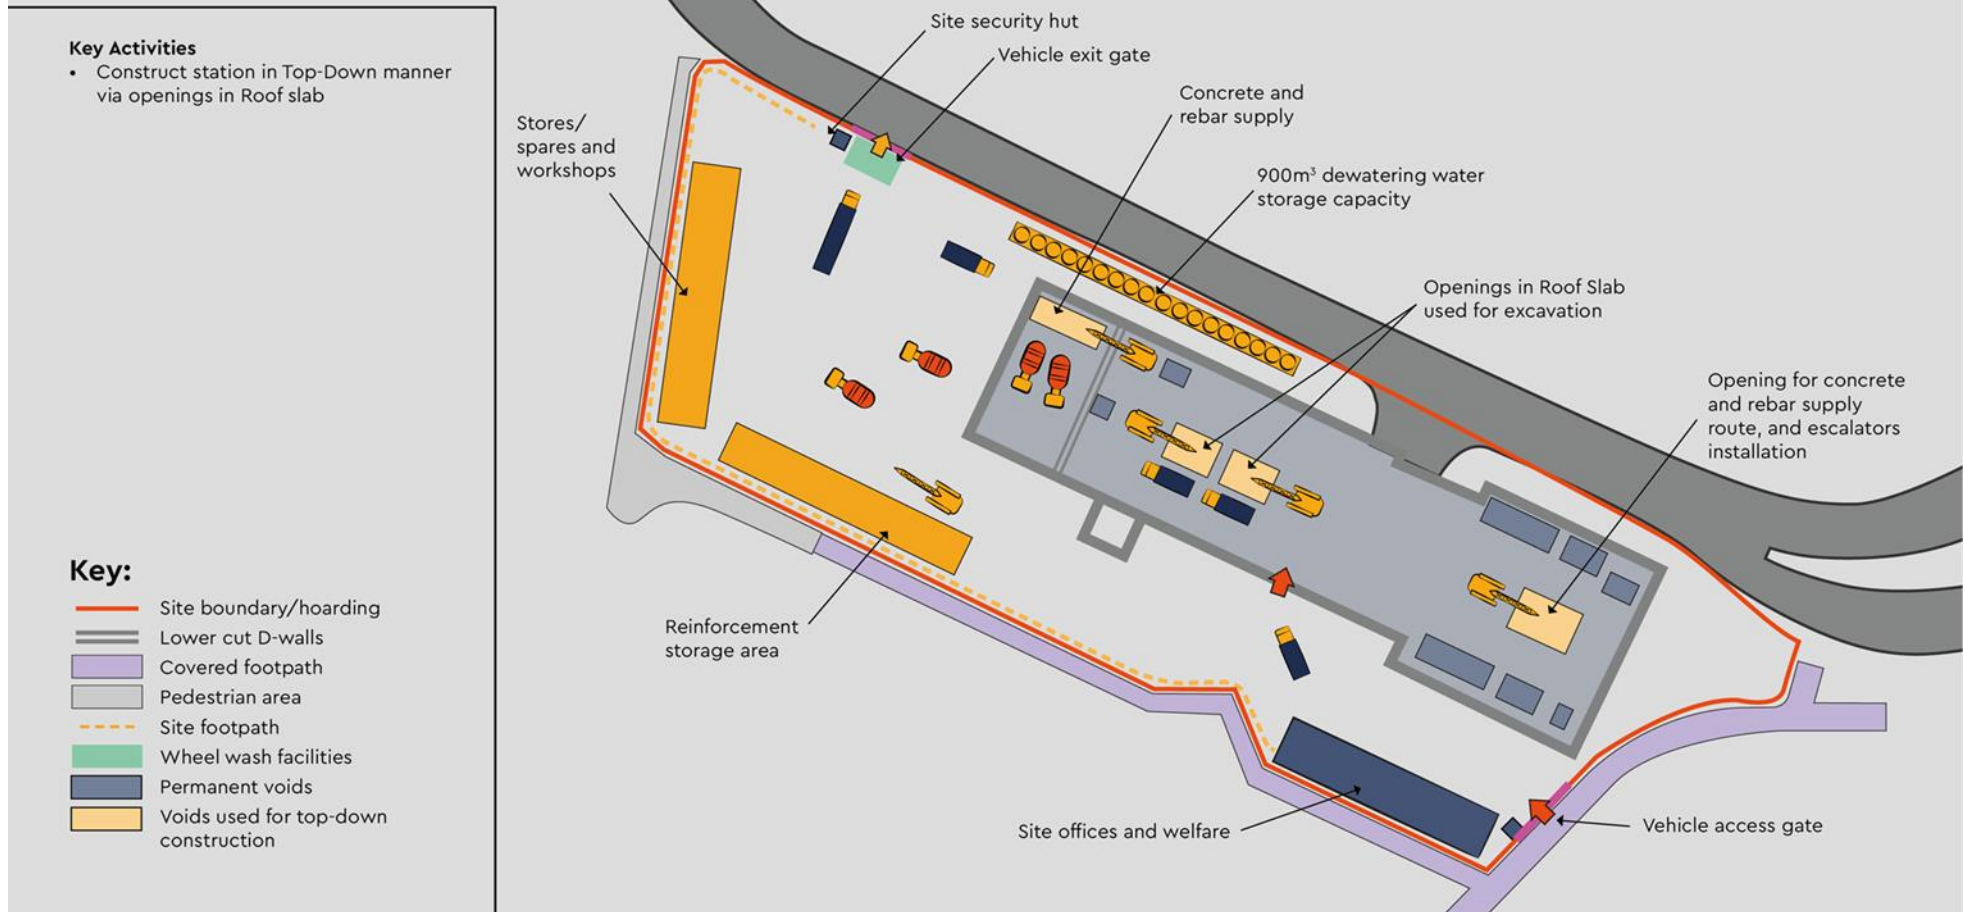 Key Activities
• Construct station in Top-Down manner
via openings in Roof slab
Site security hut
Vehicle exit gate
Concrete and
rebar supply
Stores/
spares and
workshops
900m³ dewatering water
storage capacity
Openings in Roof Slab
used for excavation
Opening for concrete
and rebar supply
route, and escalators
installation
Reinforcement
storage area
Site offices and welfare
Vehicle access gate
Key:
Site boundary/hoarding
Lower cut D-walls
Covered footpath
Pedestrian area
Site footpath
Wheel wash facilities
Permanent voids
Voids used for top-down
construction